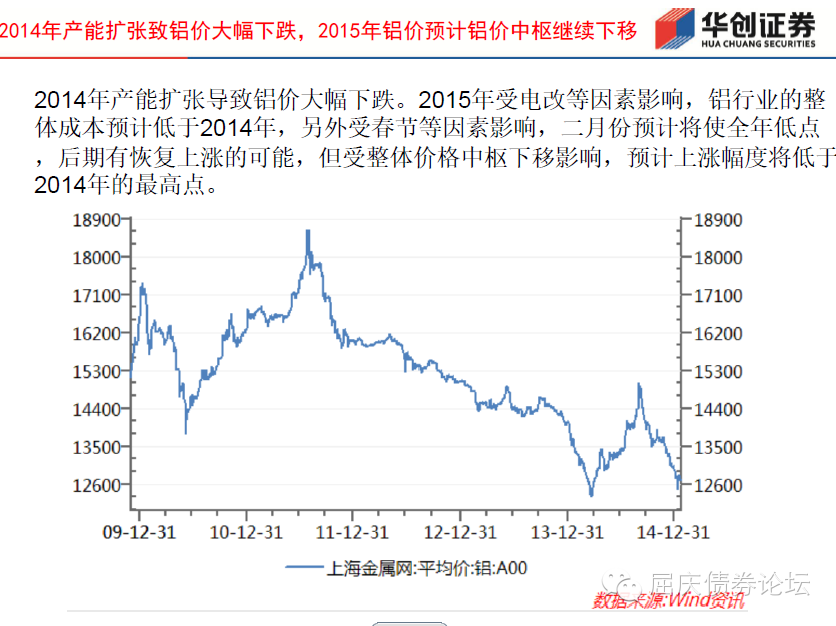 2014年产能扩张致铝价大幅下跌，2015年铝价预计铝价中枢继续下移
华创证券
HUA CHUANG SECURITIES
2014年产能扩张导致铝价大幅下跌。2015年受电改等因素影响，铝行业的整
体成本预计低于2014年，另外受春节等因素影响，二月份预计将使全年低点
，后期有恢复上涨的可能，但受整体价格中枢下移影响，预计上涨幅度将低于
2014年的最高点。
18900 18900
18000 18000
17100 17100
16200 16200
15300 15300
14400 14400
13500 13500
12600 12600
09-12-31 10-12-31 11-12-31 12-12-31 13-12-31 14-12-31
上海金属网:平均价:铝:A00
屈庆债券论坛
数据来源:Wind资讯